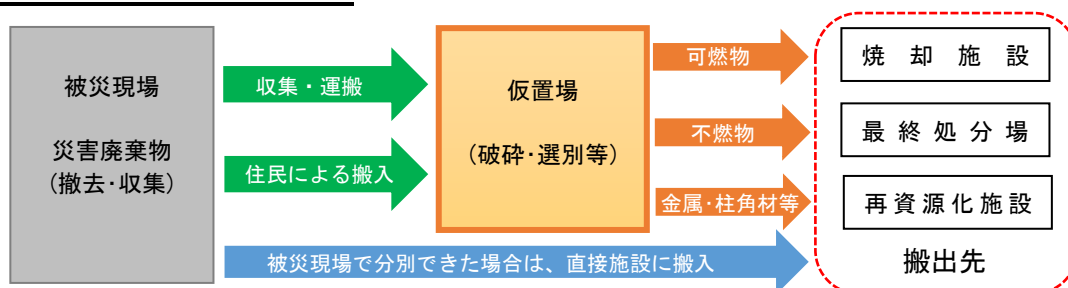 被災現場
災害廃棄物
(撤去・収集)
収集・運搬
住民による搬入
仮置場
(破砕・選別等)
可燃物
不燃物
金属・柱角材等
焼却施設
最終処分場
再資源化施設
搬出先
被災現場で分別できた場合は、直接施設に搬入